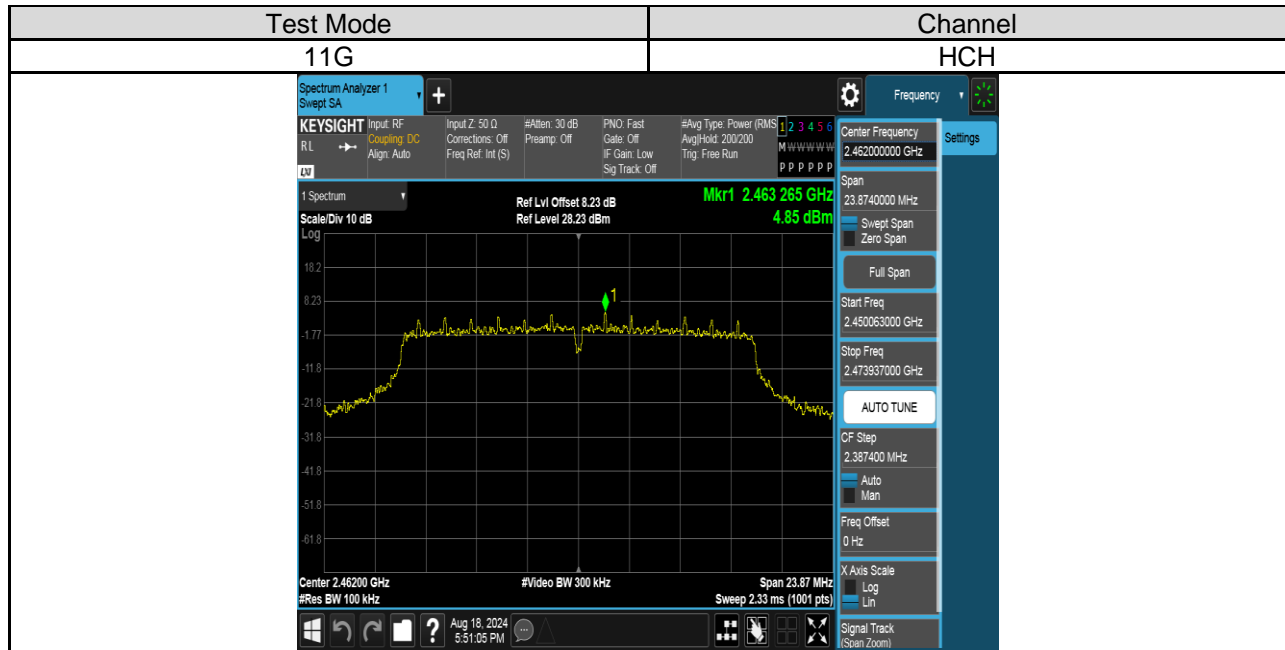 Test Mode
Channel
11G
HCH
Spectrum Analyzer 1
Swept SA
Frequency
KEYSIGHT
RL
LXI
Input: RF
Coupling: DC
Align: Auto
Input Z: 50 Ω
Corrections: Off
Freq Ref: Int (S)
#Atten: 30 dB
Preamp: Off
PNO: Fast
Gate: Off
IF Gain: Low
Sig Track: Off
#Avg Type: Power (RMS
Avg|Hold: 200/200
Trig: Free Run
1 2 3 4 5 6
M W W W W W
P P P P P P
Center Frequency
2.462000000 GHz
Settings
Span
23.8740000 MHz
Swept Span
Zero Span
Full Span
Start Freq
2.450063000 GHz
Stop Freq
2.473937000 GHz
AUTO TUNE
CF Step
2.387400 MHz
Auto
Man
Freq Offset
0 Hz
X Axis Scale
Log
Lin
Signal Track
(Span Zoom)
1 Spectrum
Scale/Div 10 dB
Log
Ref Lvl Offset 8.23 dB
Ref Level 28.23 dBm
Mkr1 2.463 265 GHz
4.85 dBm
18.2
8.23
-1.77
-11.8
-21.8
-31.8
-41.8
-51.8
-61.8
1
Center 2.46200 GHz
#Res BW 100 kHz
#Video BW 300 kHz
Span 23.87 MHz
Sweep 2.33 ms (1001 pts)
?
Aug 18, 2024
5:51:05 PM